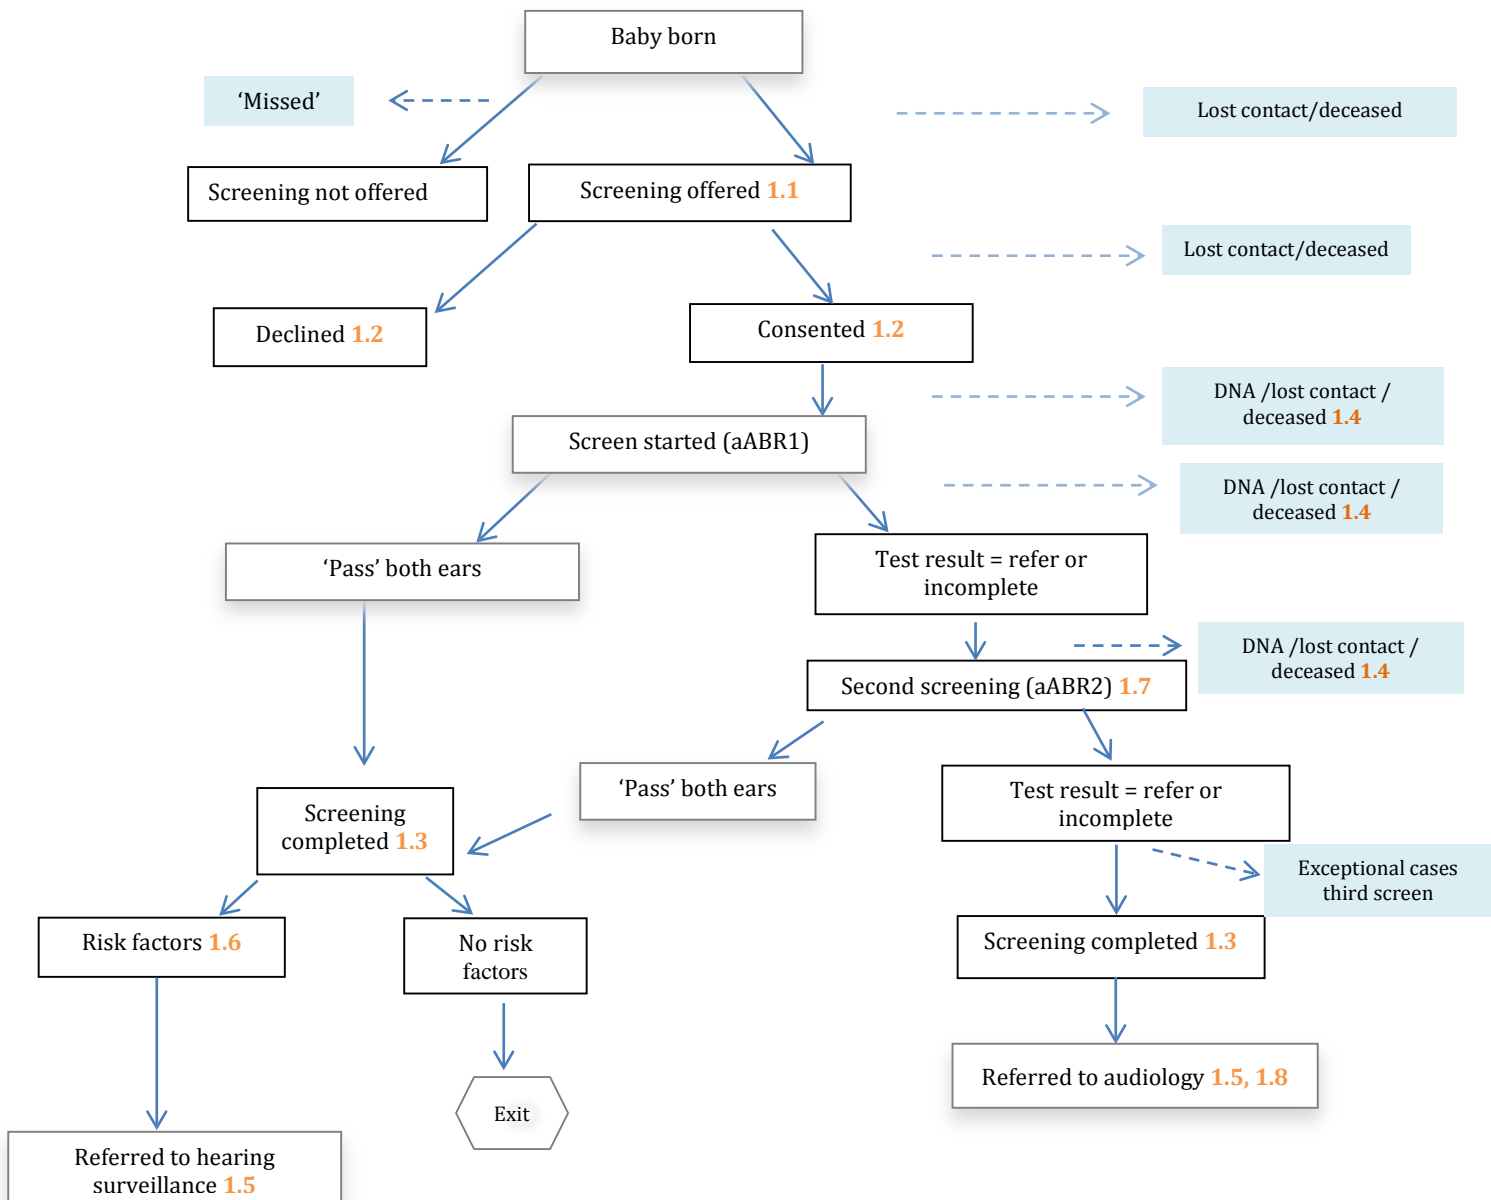 Baby born
‘Missed’
Lost contact/deceased
Screening not offered
Screening offered 1.1
Lost contact/deceased
Declined 1.2
Consented 1.2
DNA /lost contact /
deceased 1.4
Screen started (aABR1)
DNA /lost contact /
deceased 1.4
‘Pass’ both ears
Test result = refer or
incomplete
DNA /lost contact /
deceased 1.4
Second screening (aABR2) 1.7
‘Pass’ both ears
Test result = refer or
incomplete
Screening
completed 1.3
Exceptional cases
third screen
Risk factors 1.6
No risk
factors
Screening completed 1.3
Exit
Referred to audiology 1.5, 1.8
Referred to hearing
surveillance 1.5